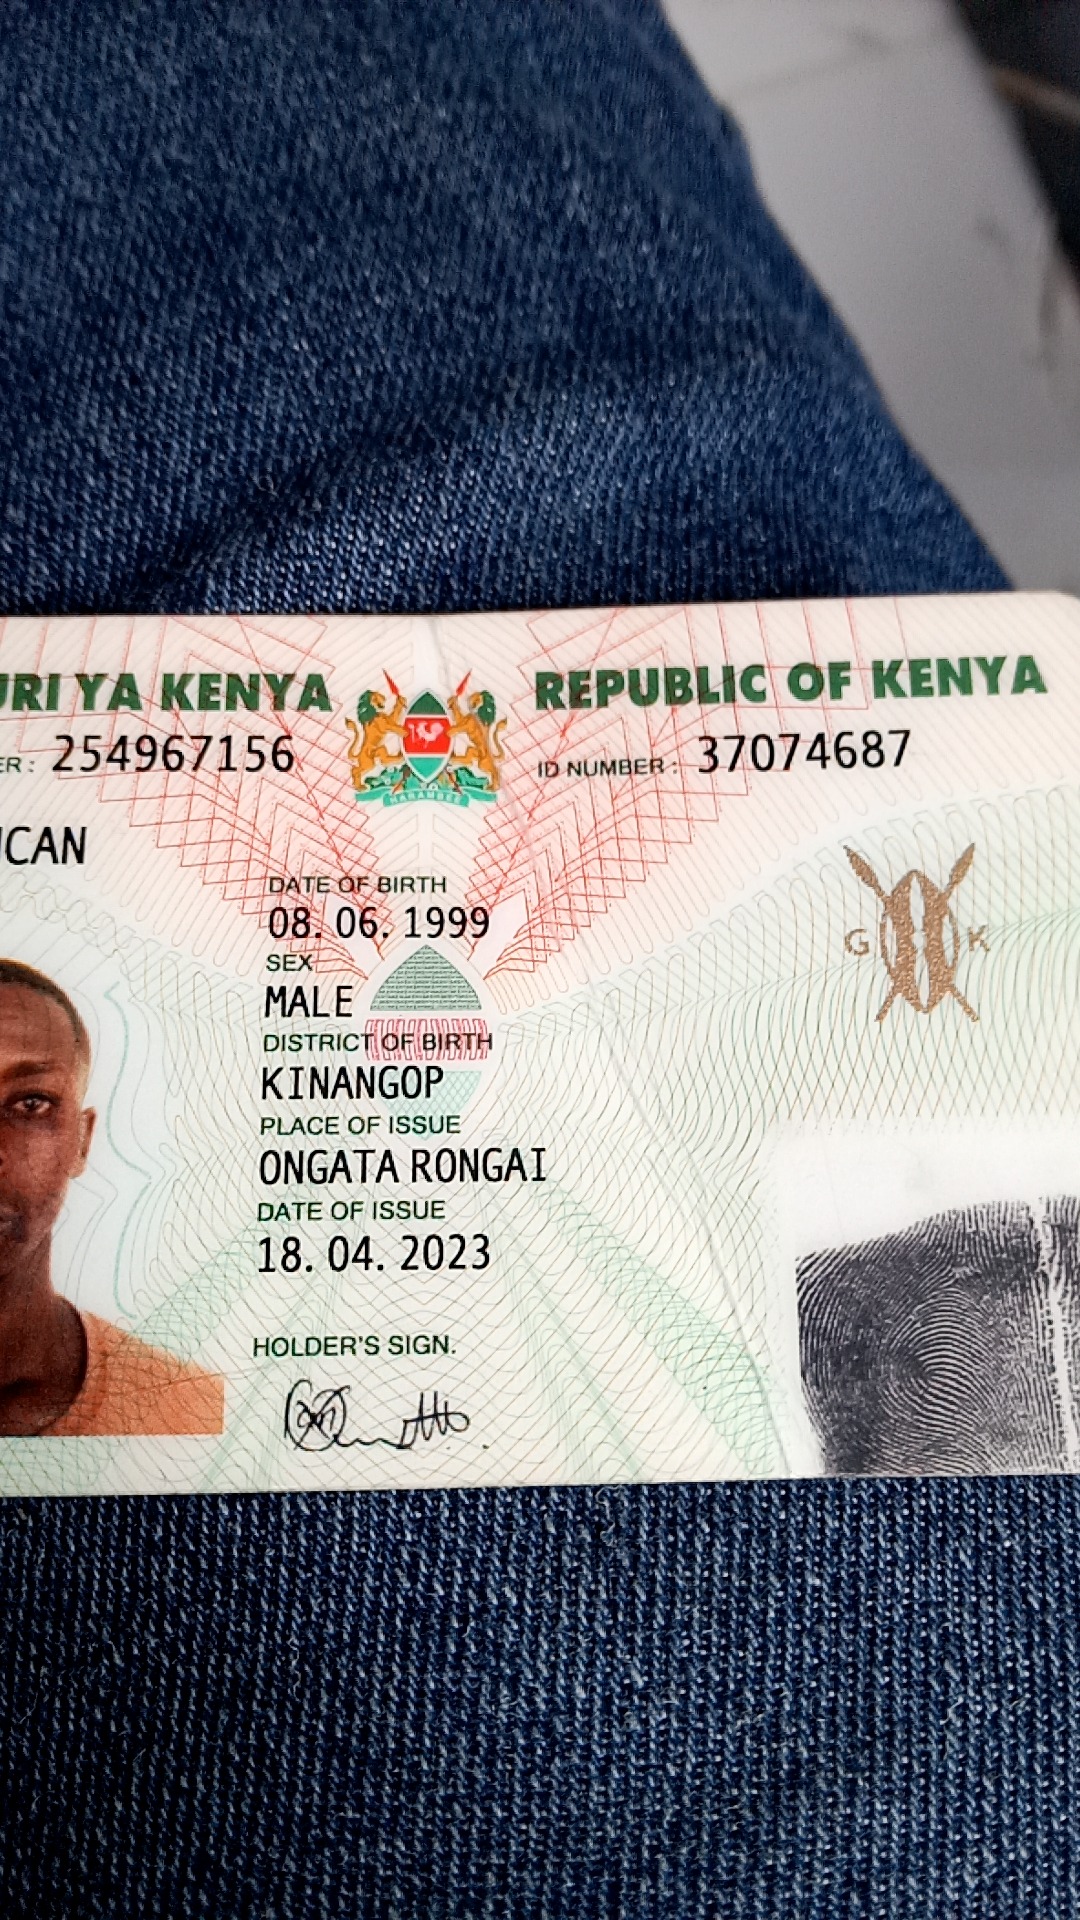 URI YA KENYA REPUBLIC OF KENYA
ER: 254967156 ID NUMBER: 37074687
CAN
DATE OF BIRTH
08. 06. 1999
SEX
MALE
DISTRICT OF BIRTH
KINANGOP
PLACE OF ISSUE
ONGATA RONGAI
DATE OF ISSUE
18. 04. 2023
HOLDER'S SIGN.
HARAMBEE
G K